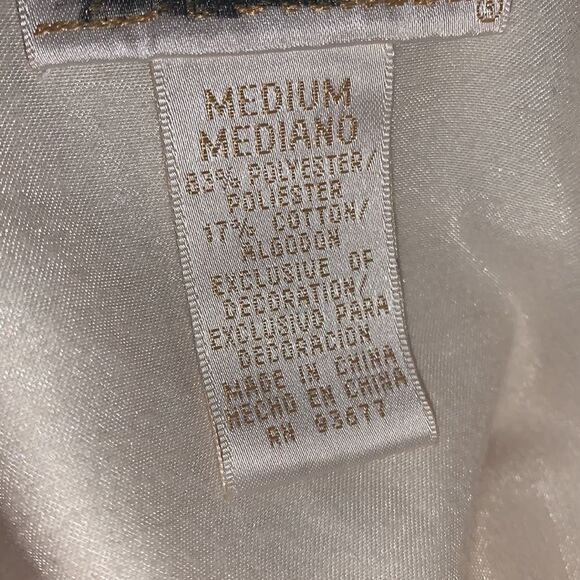 ®
MEDIUM
MEDIANO
83% POLYESTER/
POLIESTER
17% COTTON/
ALGODON
EXCLUSIVE OF
DECORATION/
EXCLUSIVO PARA
DECORACION
MADE IN CHINA
HECHO EN CHINA
RN 93677